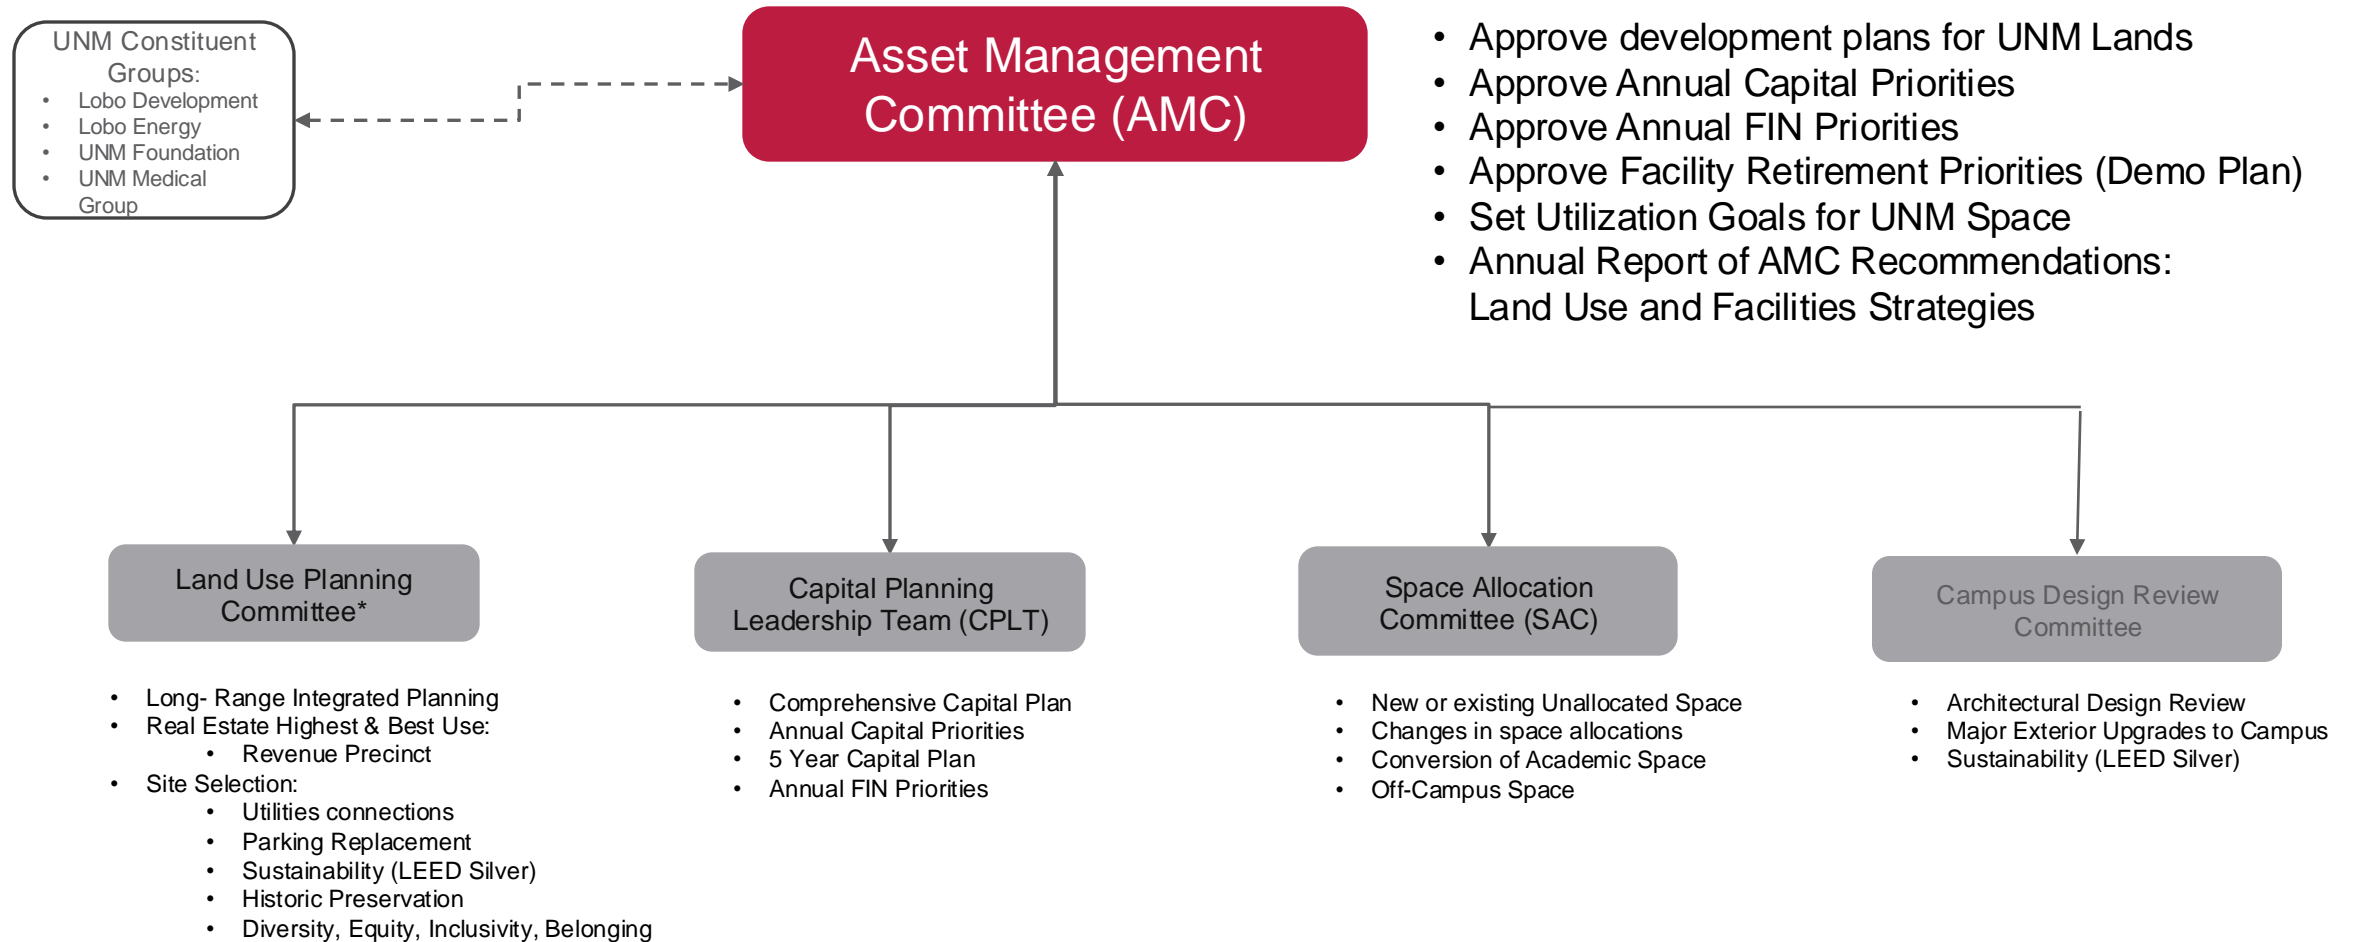 UNM Constituent
Groups:
• Lobo Development
• Lobo Energy
• UNM Foundation
• UNM Medical
Group
Asset Management
Committee (AMC)
• Approve development plans for UNM Lands
• Approve Annual Capital Priorities
• Approve Annual FIN Priorities
• Approve Facility Retirement Priorities (Demo Plan)
• Set Utilization Goals for UNM Space
• Annual Report of AMC Recommendations:
Land Use and Facilities Strategies
Land Use Planning
Committee*
• Long- Range Integrated Planning
• Real Estate Highest & Best Use:
• Revenue Precinct
• Site Selection:
• Utilities connections
• Parking Replacement
• Sustainability (LEED Silver)
• Historic Preservation
• Diversity, Equity, Inclusivity, Belonging
Capital Planning
Leadership Team (CPLT)
• Comprehensive Capital Plan
• Annual Capital Priorities
• 5 Year Capital Plan
• Annual FIN Priorities
Space Allocation
Committee (SAC)
• New or existing Unallocated Space
• Changes in space allocations
• Conversion of Academic Space
• Off-Campus Space
Campus Design Review
Committee
• Architectural Design Review
• Major Exterior Upgrades to Campus
• Sustainability (LEED Silver)